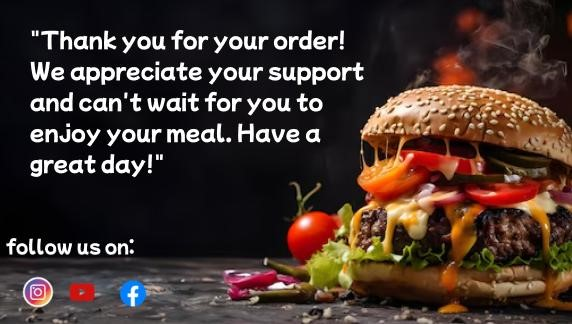 "Thank you for your order!
We appreciate your support
and can't wait for you to
enjoy your meal. Have a
great day!"
follow us on: